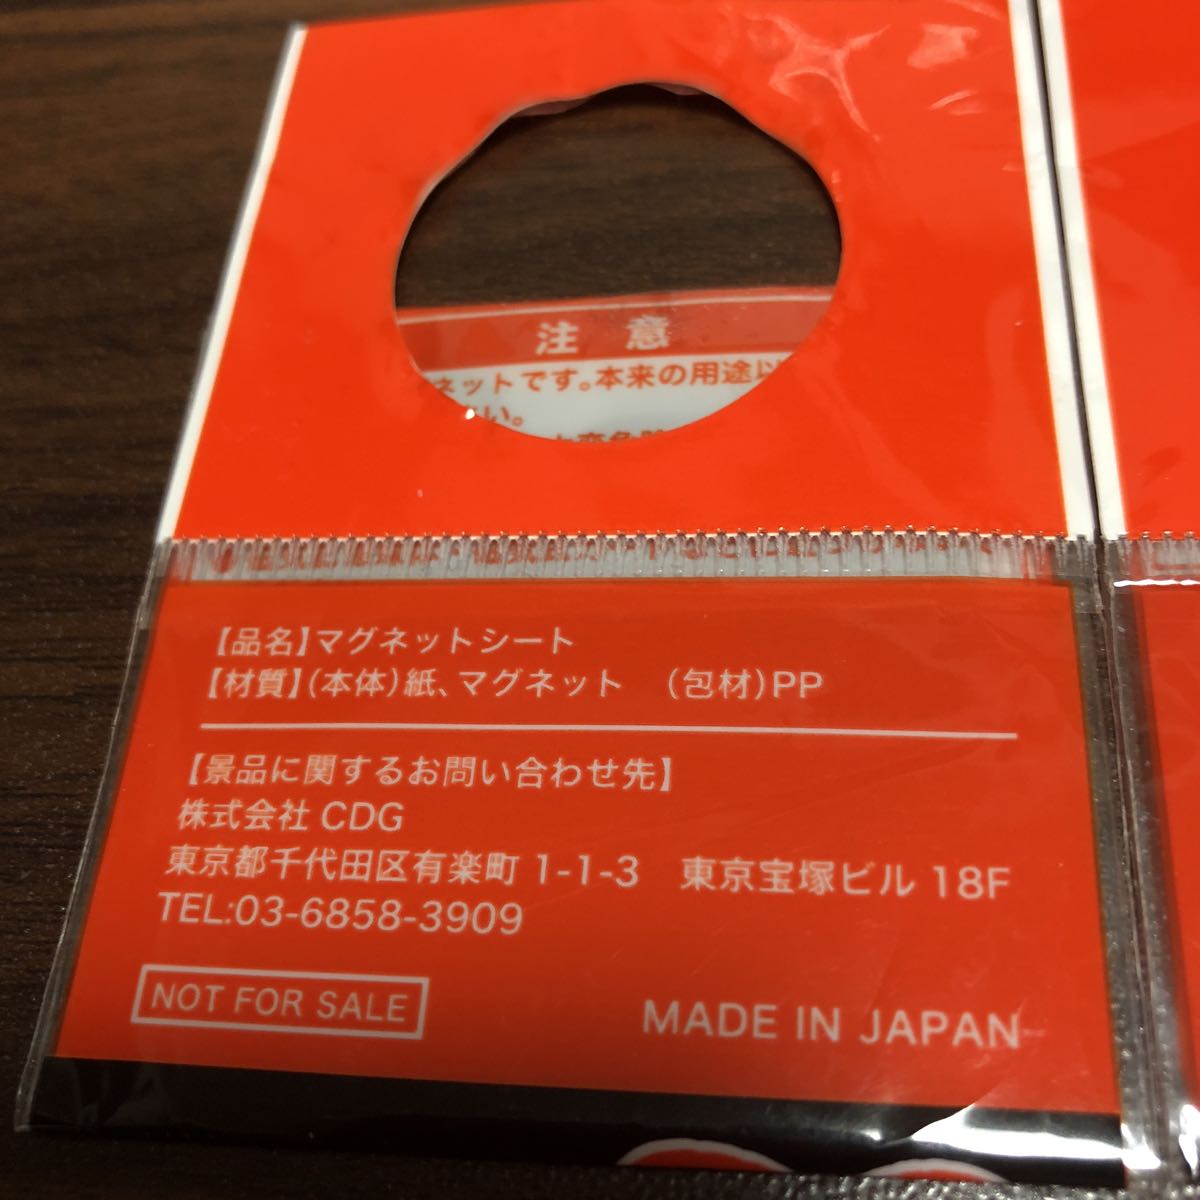 注 意
ネットです。本来の用途
い。
【品名】マグネットシート
【材質】(本体)紙、マグネット (包材)PP
【景品に関するお問い合わせ先】
株式会社 CDG
東京都千代田区有楽町 1-1-3 東京宝塚ビル 18F
TEL:03-6858-3909
NOT FOR SALE
MADE IN JAPAN